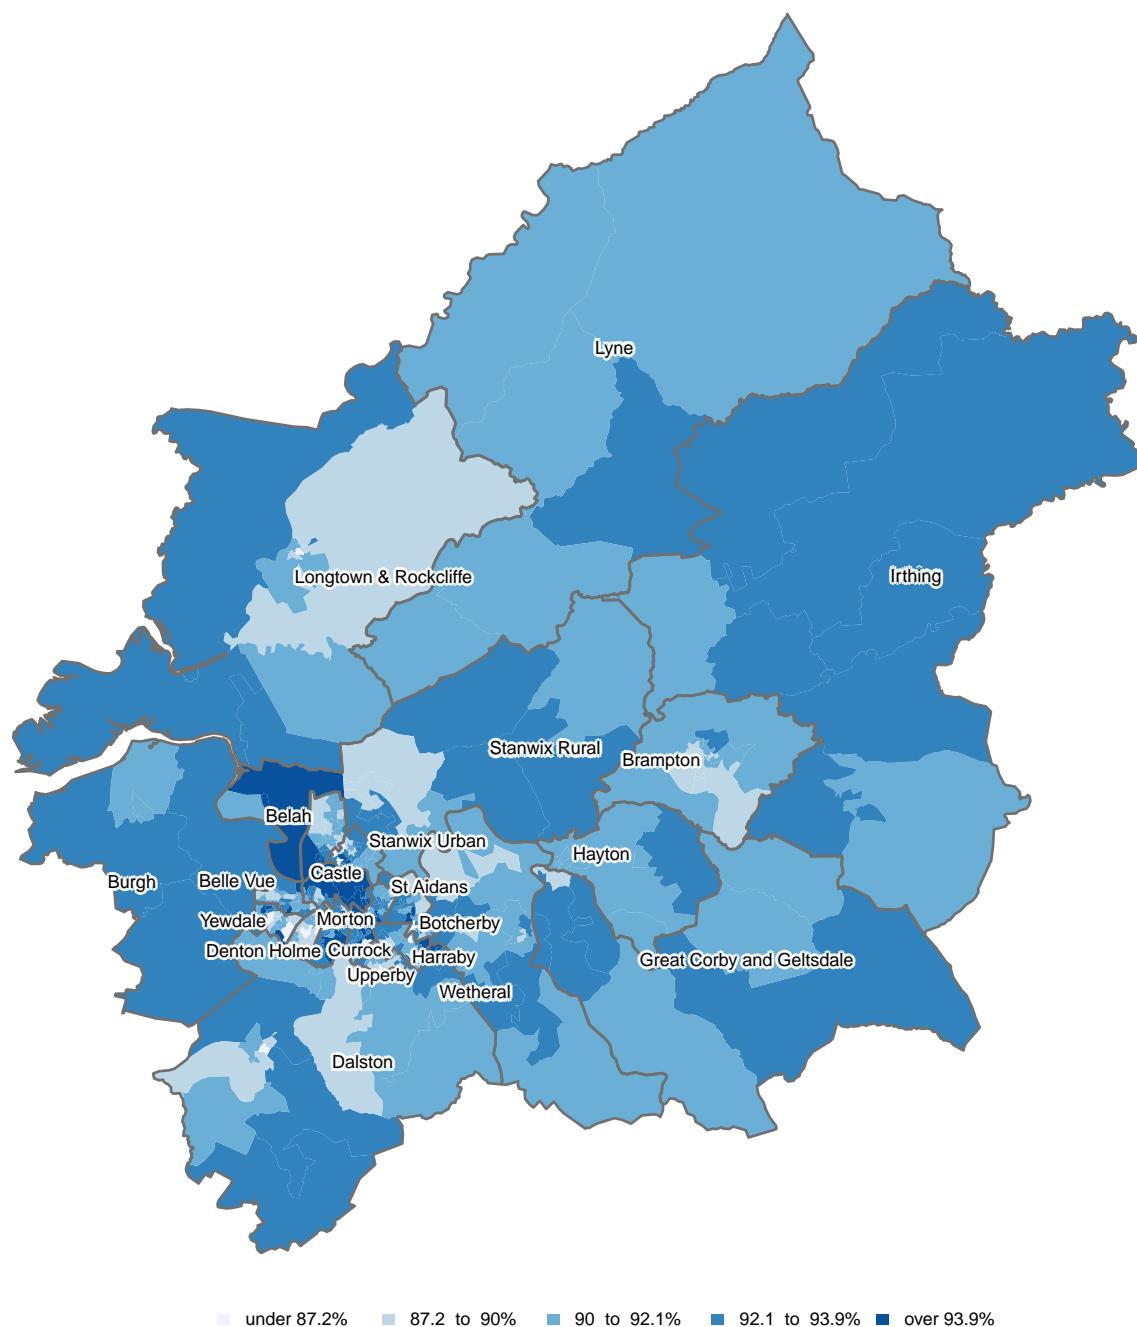 Lyne
Longtown & Rockcliffe
Irthing
Stanwix Rural
Brampton
Belah
Stanwix Urban
Hayton
Castle
Burgh
Belle Vue
St Aidans
Yewdale
Morton
Botcherby
Denton Holme
Currock
Harraby
Great Corby and Geltsdale
Upperby
Wetheral
Dalston
under 87.2%
87.2 to 90%
90 to 92.1%
92.1 to 93.9%
over 93.9%